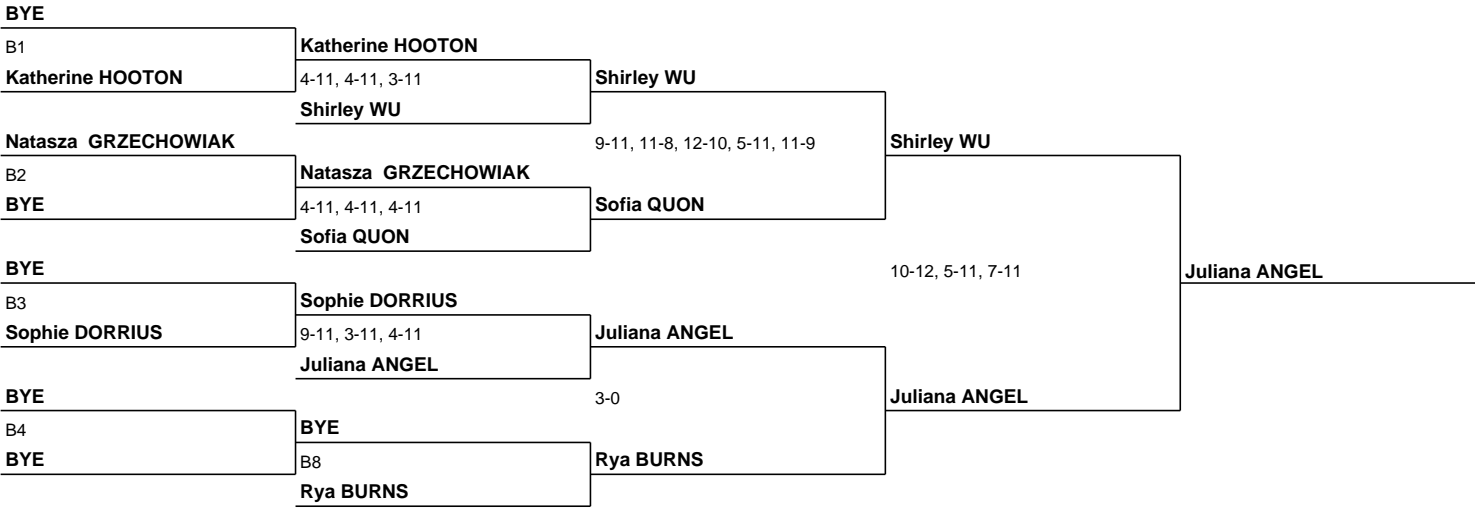 BYE
B1
Katherine HOOTON
Katherine HOOTON
4-11, 4-11, 3-11
Shirley WU
Shirley WU
Natasza  GRZECHOWIAK
B2
BYE
Natasza  GRZECHOWIAK
4-11, 4-11, 4-11
Sofia QUON
9-11, 11-8, 12-10, 5-11, 11-9
Sofia QUON
Shirley WU
BYE
B3
Sophie DORRIUS
Sophie DORRIUS
9-11, 3-11, 4-11
Juliana ANGEL
Juliana ANGEL
BYE
B4
BYE
BYE
B8
Rya BURNS
3-0
Rya BURNS
Juliana ANGEL
10-12, 5-11, 7-11
Juliana ANGEL